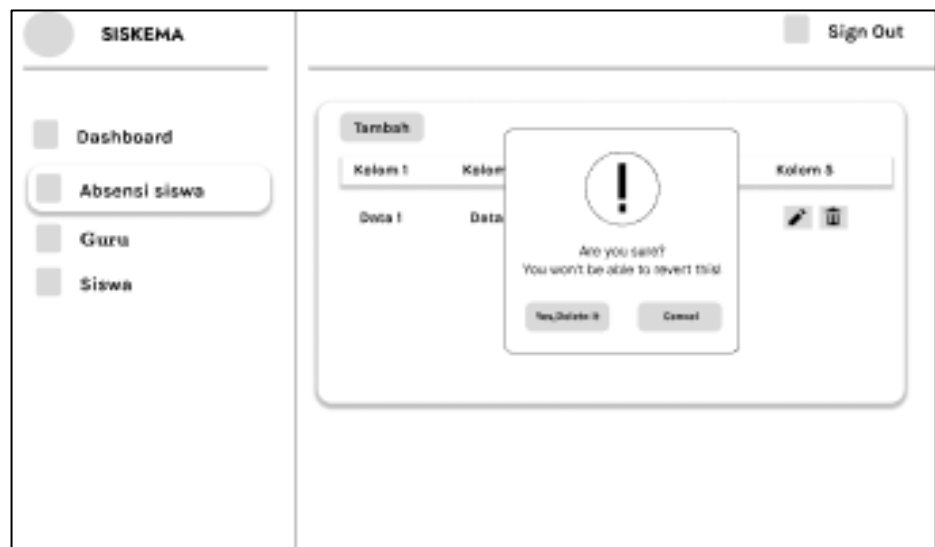 SISKEMA
Sign Out
Dashboard
Absensi siswa
Guru
Siswa
Tambah
Kolom 1 Kolom Kolom 5
Data 1 Data
!
Are you sure?
You won't be able to revert this!
Yes,Delete it Cancel